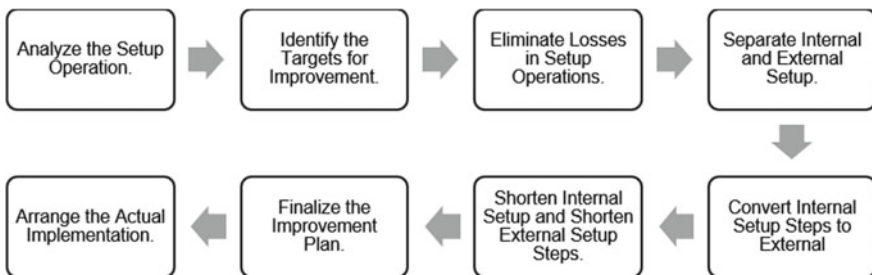 Analyze the Setup
Operation.
Identify the
Targets for
Improvement.
Eliminate Losses
in Setup
Operations.
Separate Internal
and External
Setup.
Convert Internal
Setup Steps to
External
Shorten Internal
Setup and Shorten
External Setup
Steps.
Finalize the
Improvement
Plan.
Arrange the Actual
Implementation.